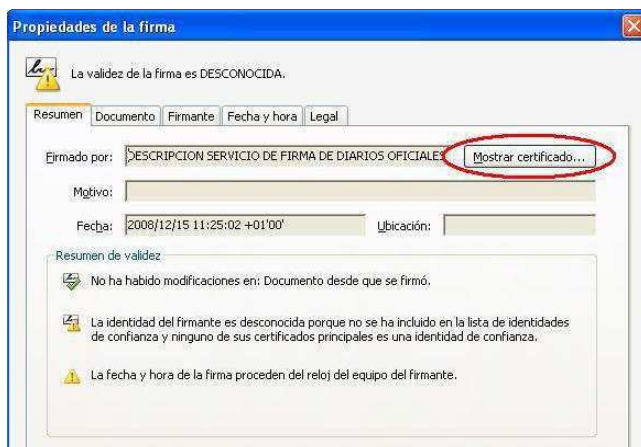 Propiedades de la firma
La validez de la firma es DESCONOCIDA.
Resumen Documento Firmante Fecha y hora Legal
Firmado por: DESCRIPCION SERVICIO DE FIRMA DE DIARIOS OFICIALES Mostrar certificado...
Motivo:
Fecha: 2008/12/15 11:25:02 +01'00' Ubicación:
Resumen de validez
No ha habido modificaciones en: Documento desde que se firmó.
La identidad del firmante es desconocida porque no se ha incluido en la lista de identidades
de confianza y ninguno de sus certificados principales es una identidad de confianza.
La fecha y hora de la firma proceden del reloj del equipo del firmante.